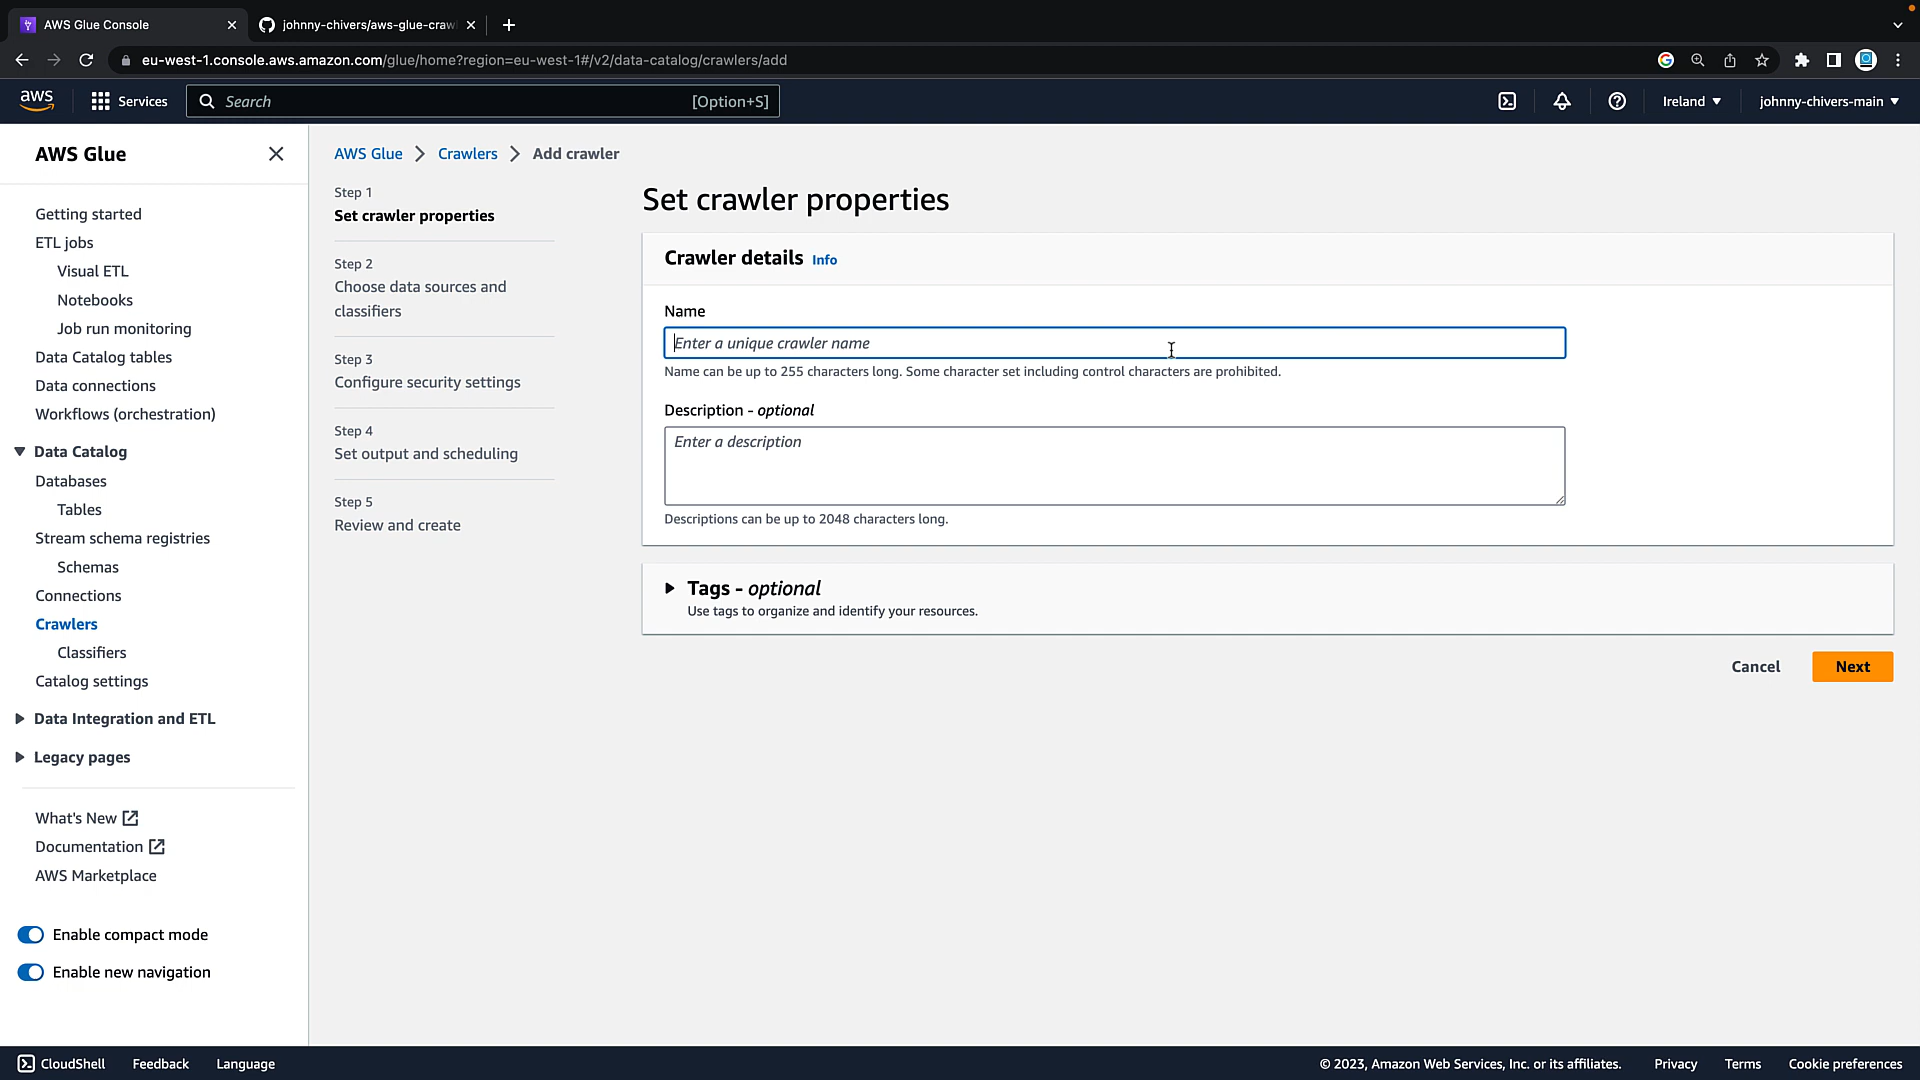 AWS Glue Console
johnny-chivers/aws-glue-craw
eu-west-1.console.aws.amazon.com/glue/home?region=eu-west-1#/v2/data-catalog/crawlers/add
aws
Services
Search
[Option+S]
Ireland
johnny-chivers-main
AWS Glue
Getting started
ETL jobs
Visual ETL
Notebooks
Job run monitoring
Data Catalog tables
Data connections
Workflows (orchestration)
Data Catalog
Databases
Tables
Stream schema registries
Schemas
Connections
Crawlers
Classifiers
Catalog settings
Data Integration and ETL
Legacy pages
What's New
Documentation
AWS Marketplace
Enable compact mode
Enable new navigation
AWS Glue
Crawlers
Add crawler
Step 1
Set crawler properties
Step 2
Choose data sources and
classifiers
Step 3
Configure security settings
Step 4
Set output and scheduling
Step 5
Review and create
Set crawler properties
Crawler details Info
Name
Enter a unique crawler name
Name can be up to 255 characters long. Some character set including control characters are prohibited.
Description - optional
Enter a description
Descriptions can be up to 2048 characters long.
Tags - optional
Use tags to organize and identify your resources.
Cancel
Next
CloudShell
Feedback
Language
© 2023, Amazon Web Services, Inc. or its affiliates.
Privacy
Terms
Cookie preferences